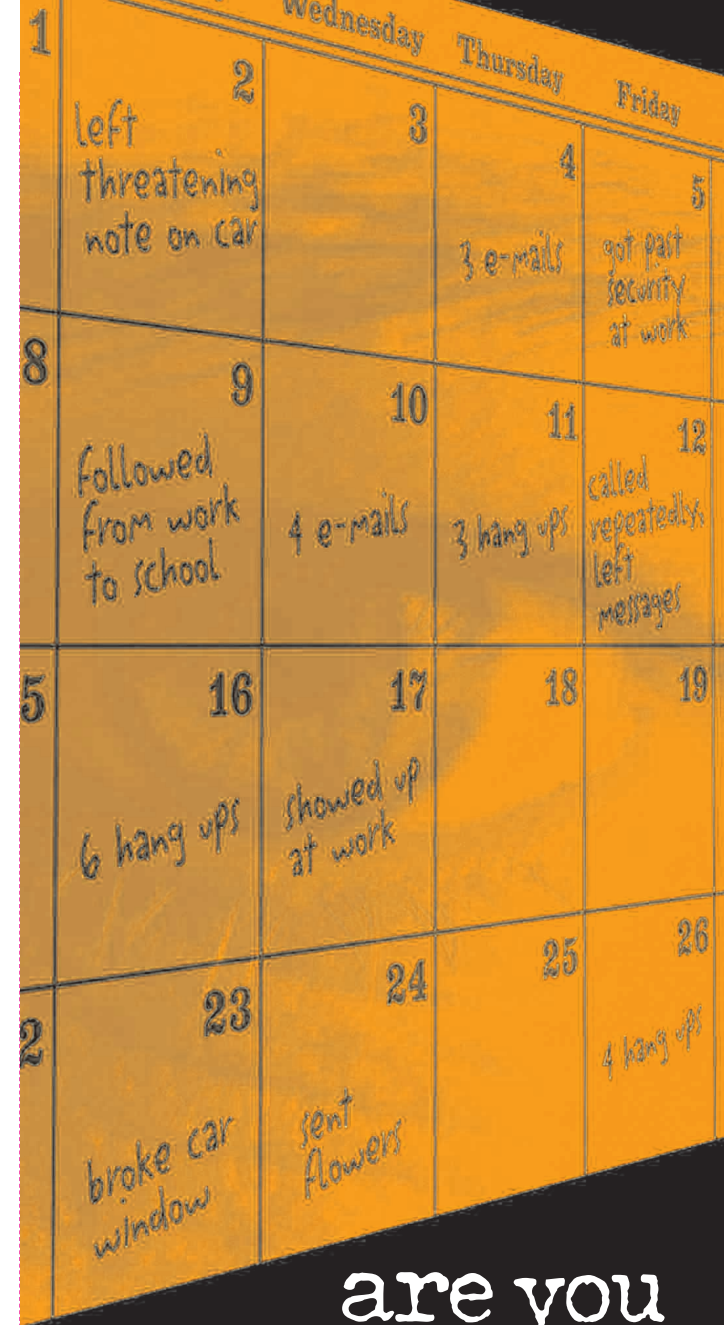 Wednesday Thursday Friday
1 2 3 4 5
left
threatening
note on car
3 e-mails
got past
security
at work
8 9 10 11 12
followed
from work
to school
4 e-mails
3 hang ups
called
repeatedly,
left
messages
5 16 17 18 19
6 hang ups
showed up
at work
2 23 24 25 26
broke car
window
sent
flowers
4 hang ups
are you